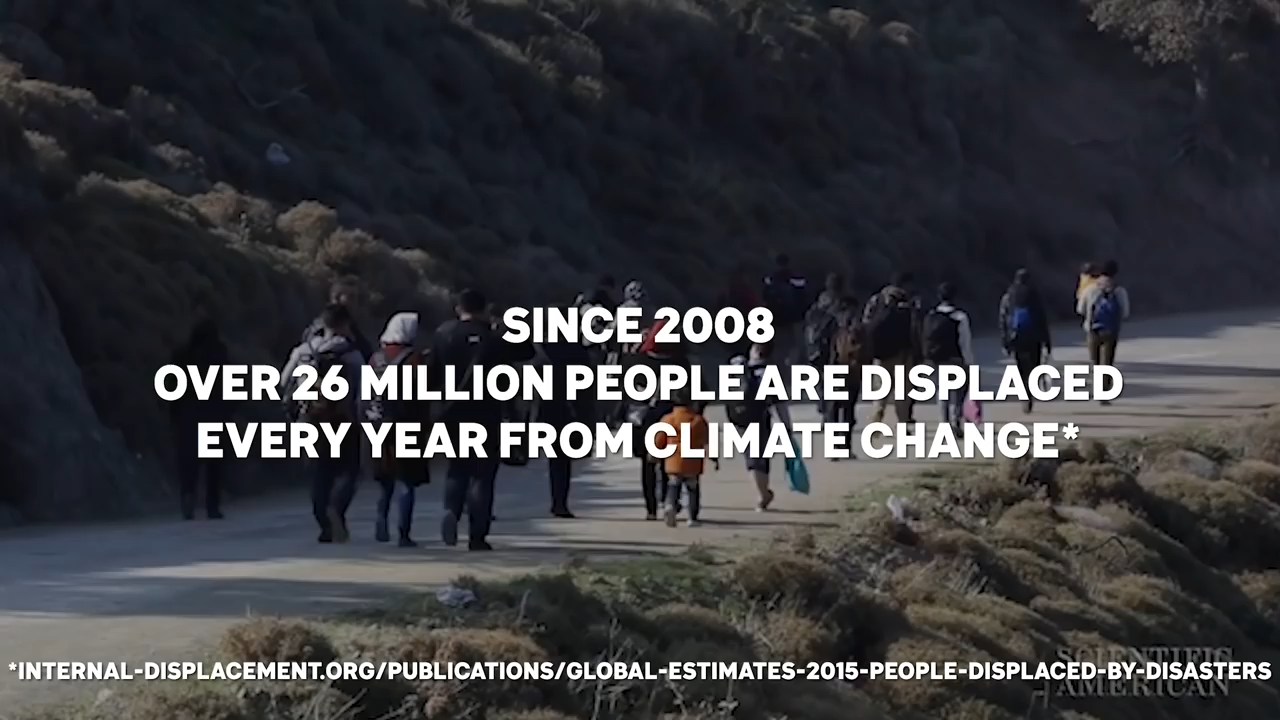 SINCE 2008
OVER 26 MILLION PEOPLE ARE DISPLACED
EVERY YEAR FROM CLIMATE CHANGE*
*INTERNAL-DISPLACEMENT.ORG/PUBLICATIONS/GLOBAL-ESTIMATES-2015-PEOPLE-DISPLACED-BY-DISASTERS
SCIENTIFIC
AMERICAN